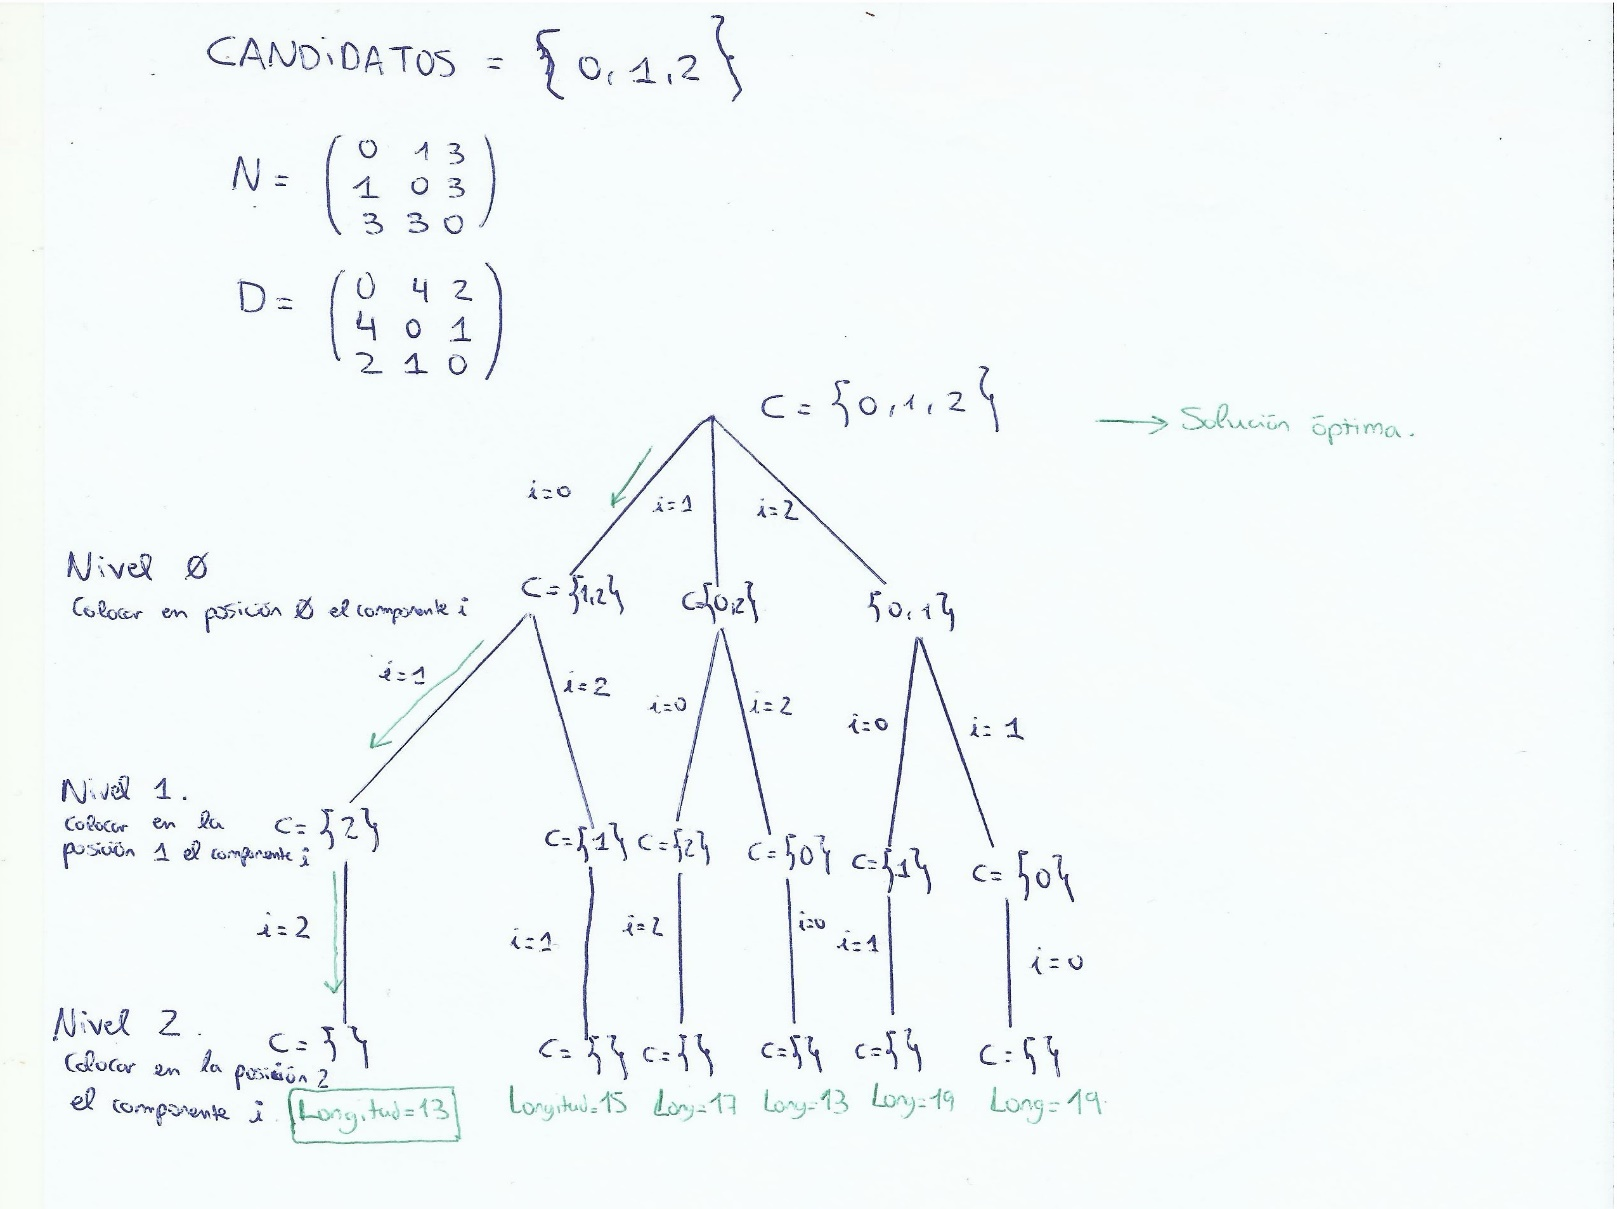 CANDiDATOS = { 0, 1, 2 }
N = ( 0 1 3
1 0 3
3 3 0 )
D = ( 0 4 2
4 0 1
2 1 0 )
C = { 0, 1, 2 }
→ Solución óptima.
i=0 i=1 i=2
Nivel Ø
Colocar en posición Ø el componente i
C = {1,2} C={0,2} {0,1}
i=1 i=2 i=0 i=2 i=0 i=1
Nivel 1.
Colocar en la
posición 1 el componente i
C= {2} C={1} C={2} C={0} C={1} C={0}
i=2 i=1 i=2 i=0 i=1 i=0
Nivel 2.
Colocar en la posición 2
el componente i.
C={} C={} C={} C={} C={} C={}
Longitud=13 Longitud=15 Long=17 Long=13 Long=19 Long=19.